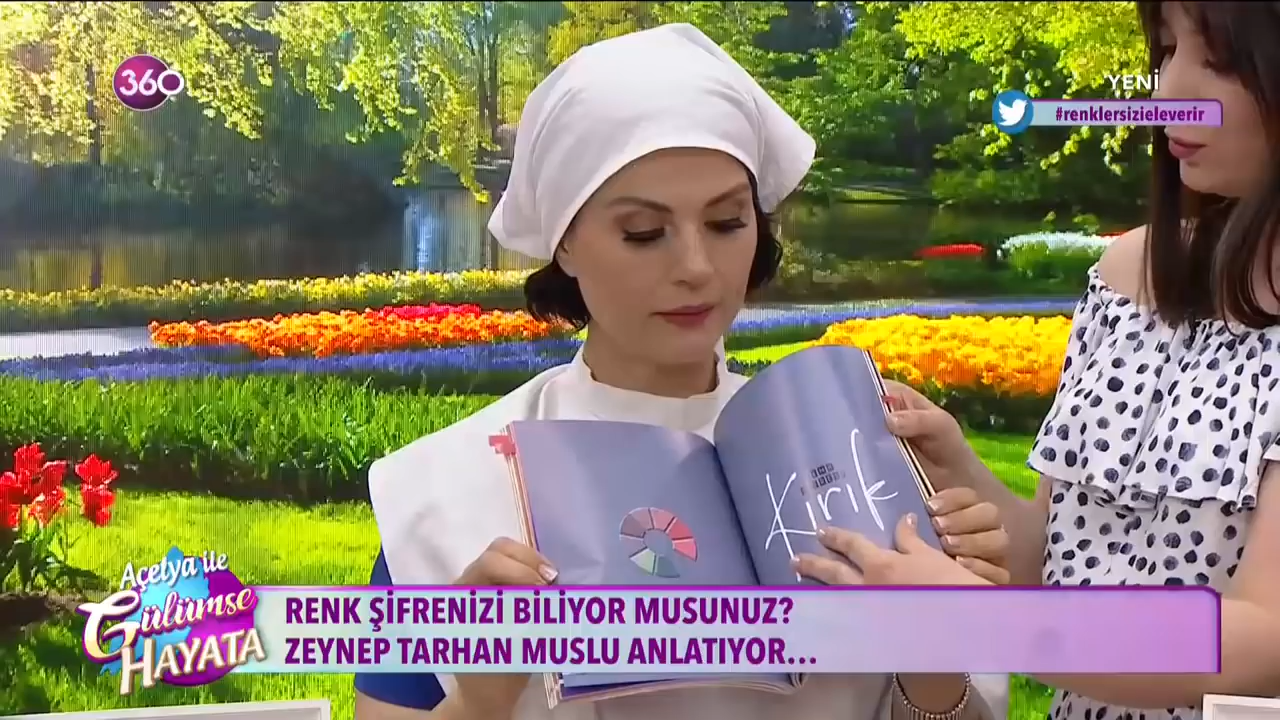 360
YENİ
#renklersizieleverir
Kırık
Açelya ile
Gülümse
HAYATA
RENK ŞİFRENİZİ BİLİYOR MUSUNUZ?
ZEYNEP TARHAN MUSLU ANLATIYOR...